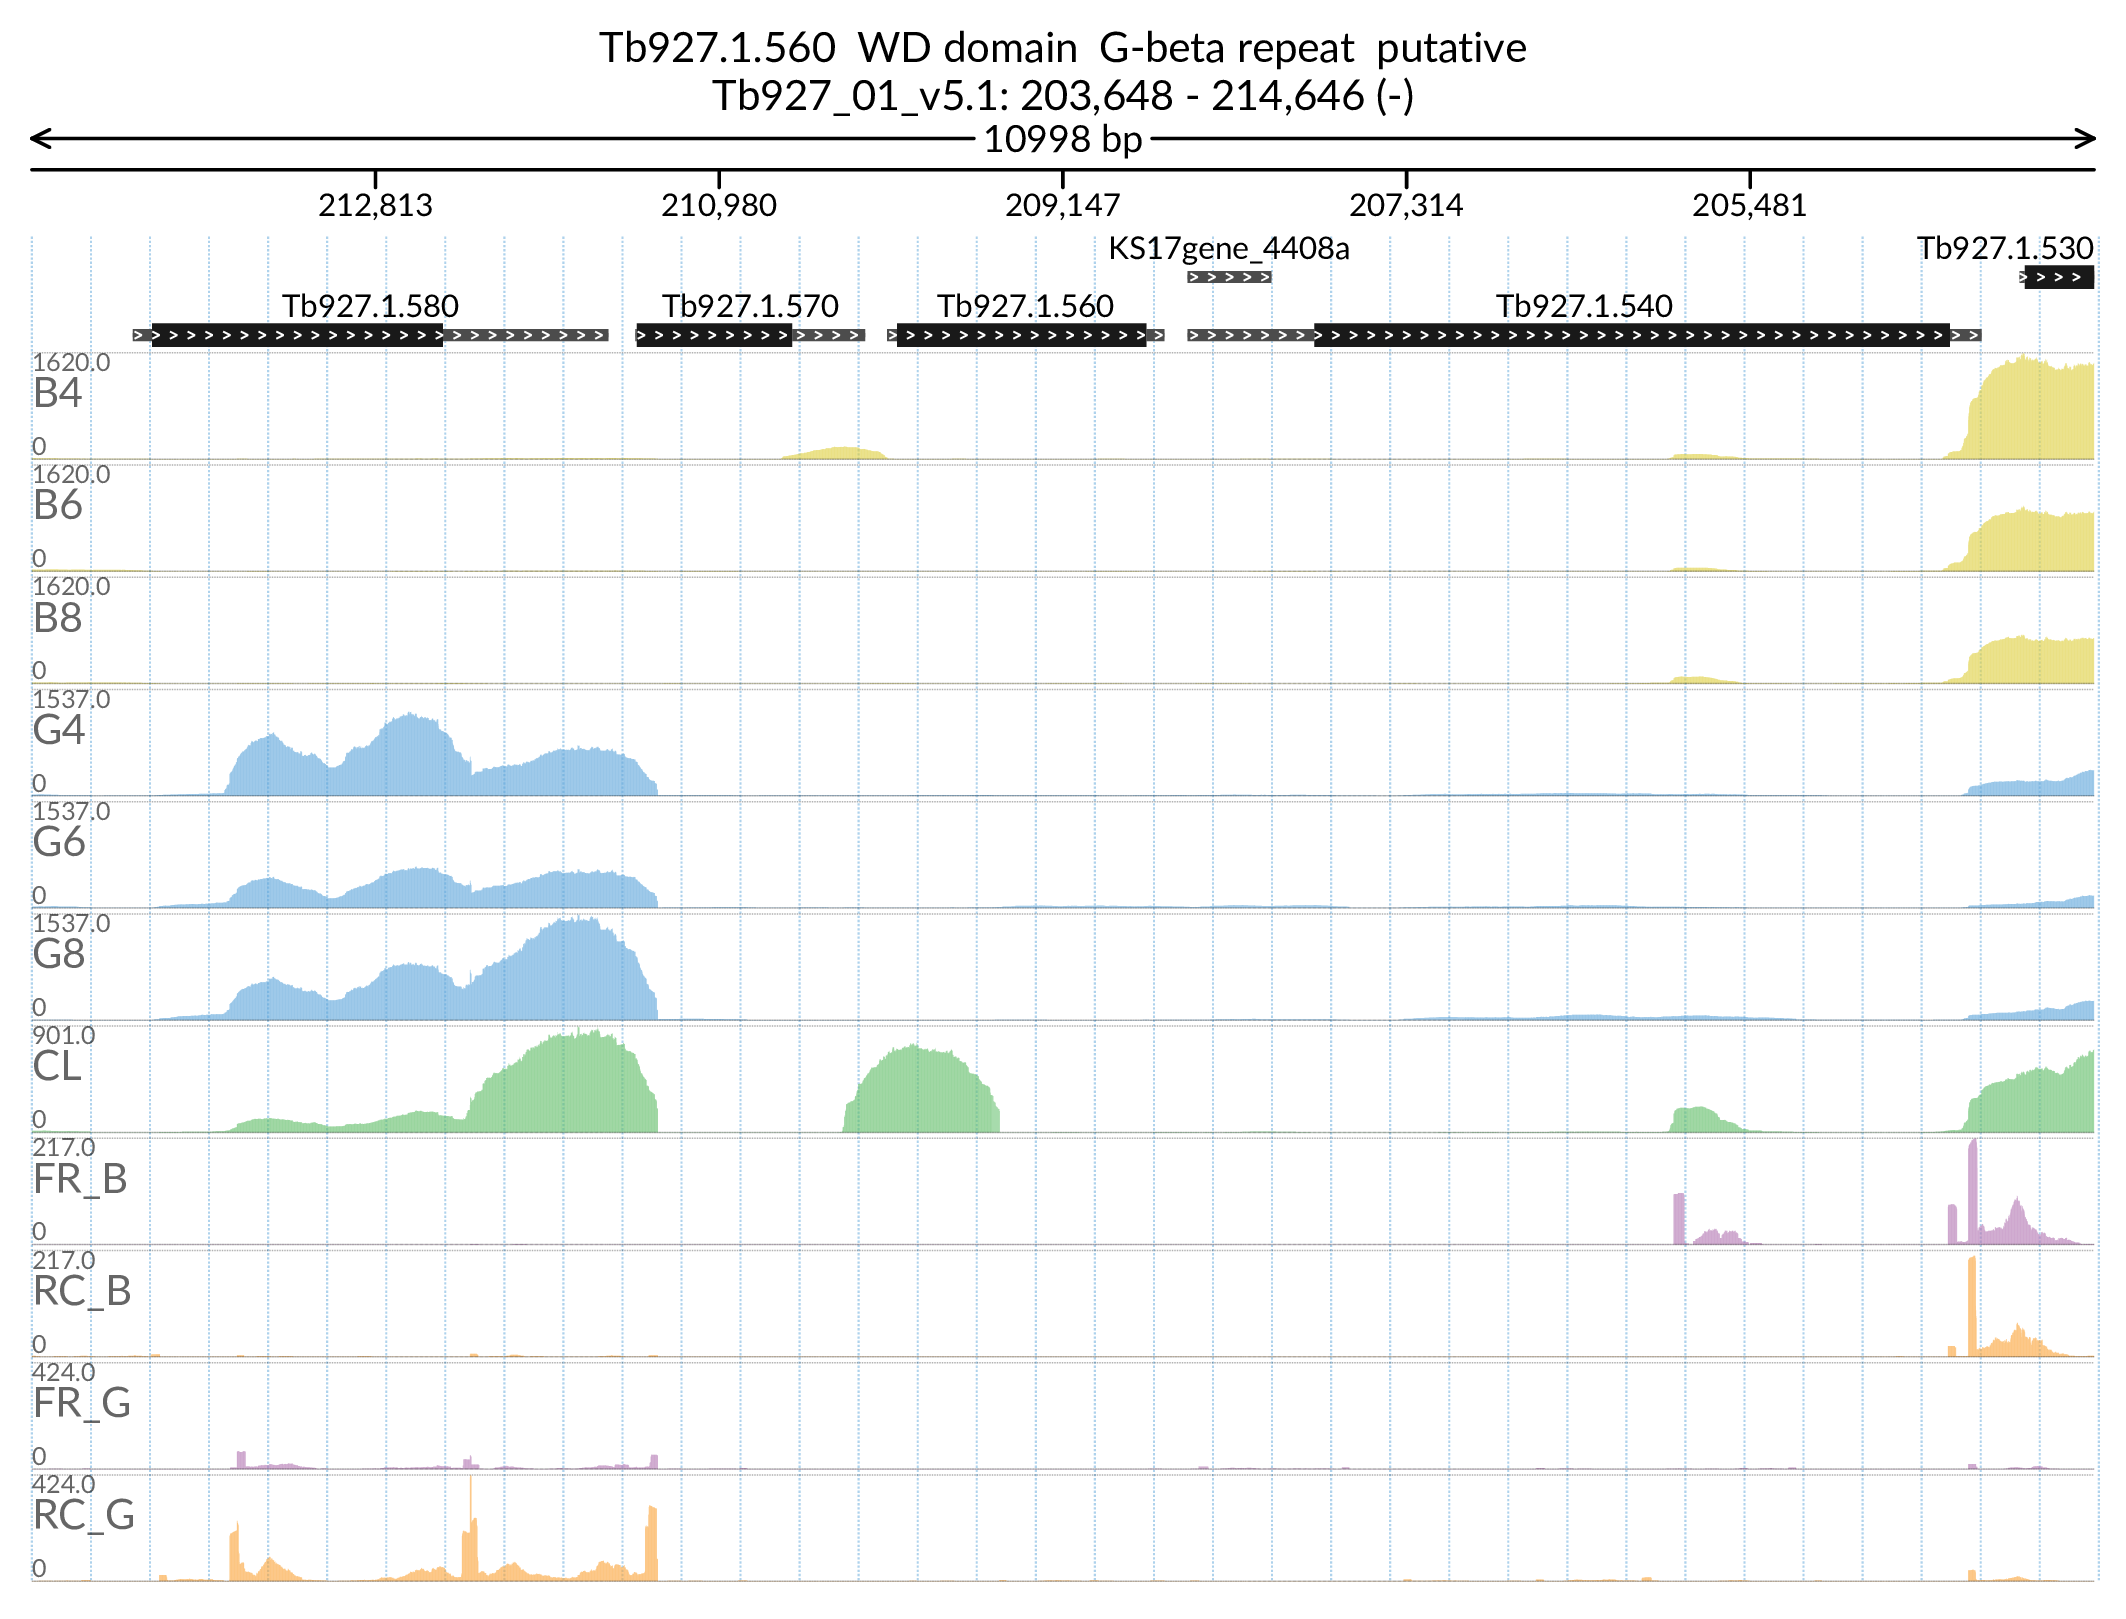 Tb927.1.560  WD domain  G-beta repeat  putative
Tb927_01_v5.1: 203,648 - 214,646 (-)
10998 bp
212,813 210,980 209,147 207,314 205,481
KS17gene_4408a Tb927.1.530
Tb927.1.580 Tb927.1.570 Tb927.1.560 Tb927.1.540
1620.0
B4
0
1620.0
B6
0
1620.0
B8
0
1537.0
G4
0
1537.0
G6
0
1537.0
G8
0
901.0
CL
0
217.0
FR_B
0
217.0
RC_B
0
424.0
FR_G
0
424.0
RC_G
0